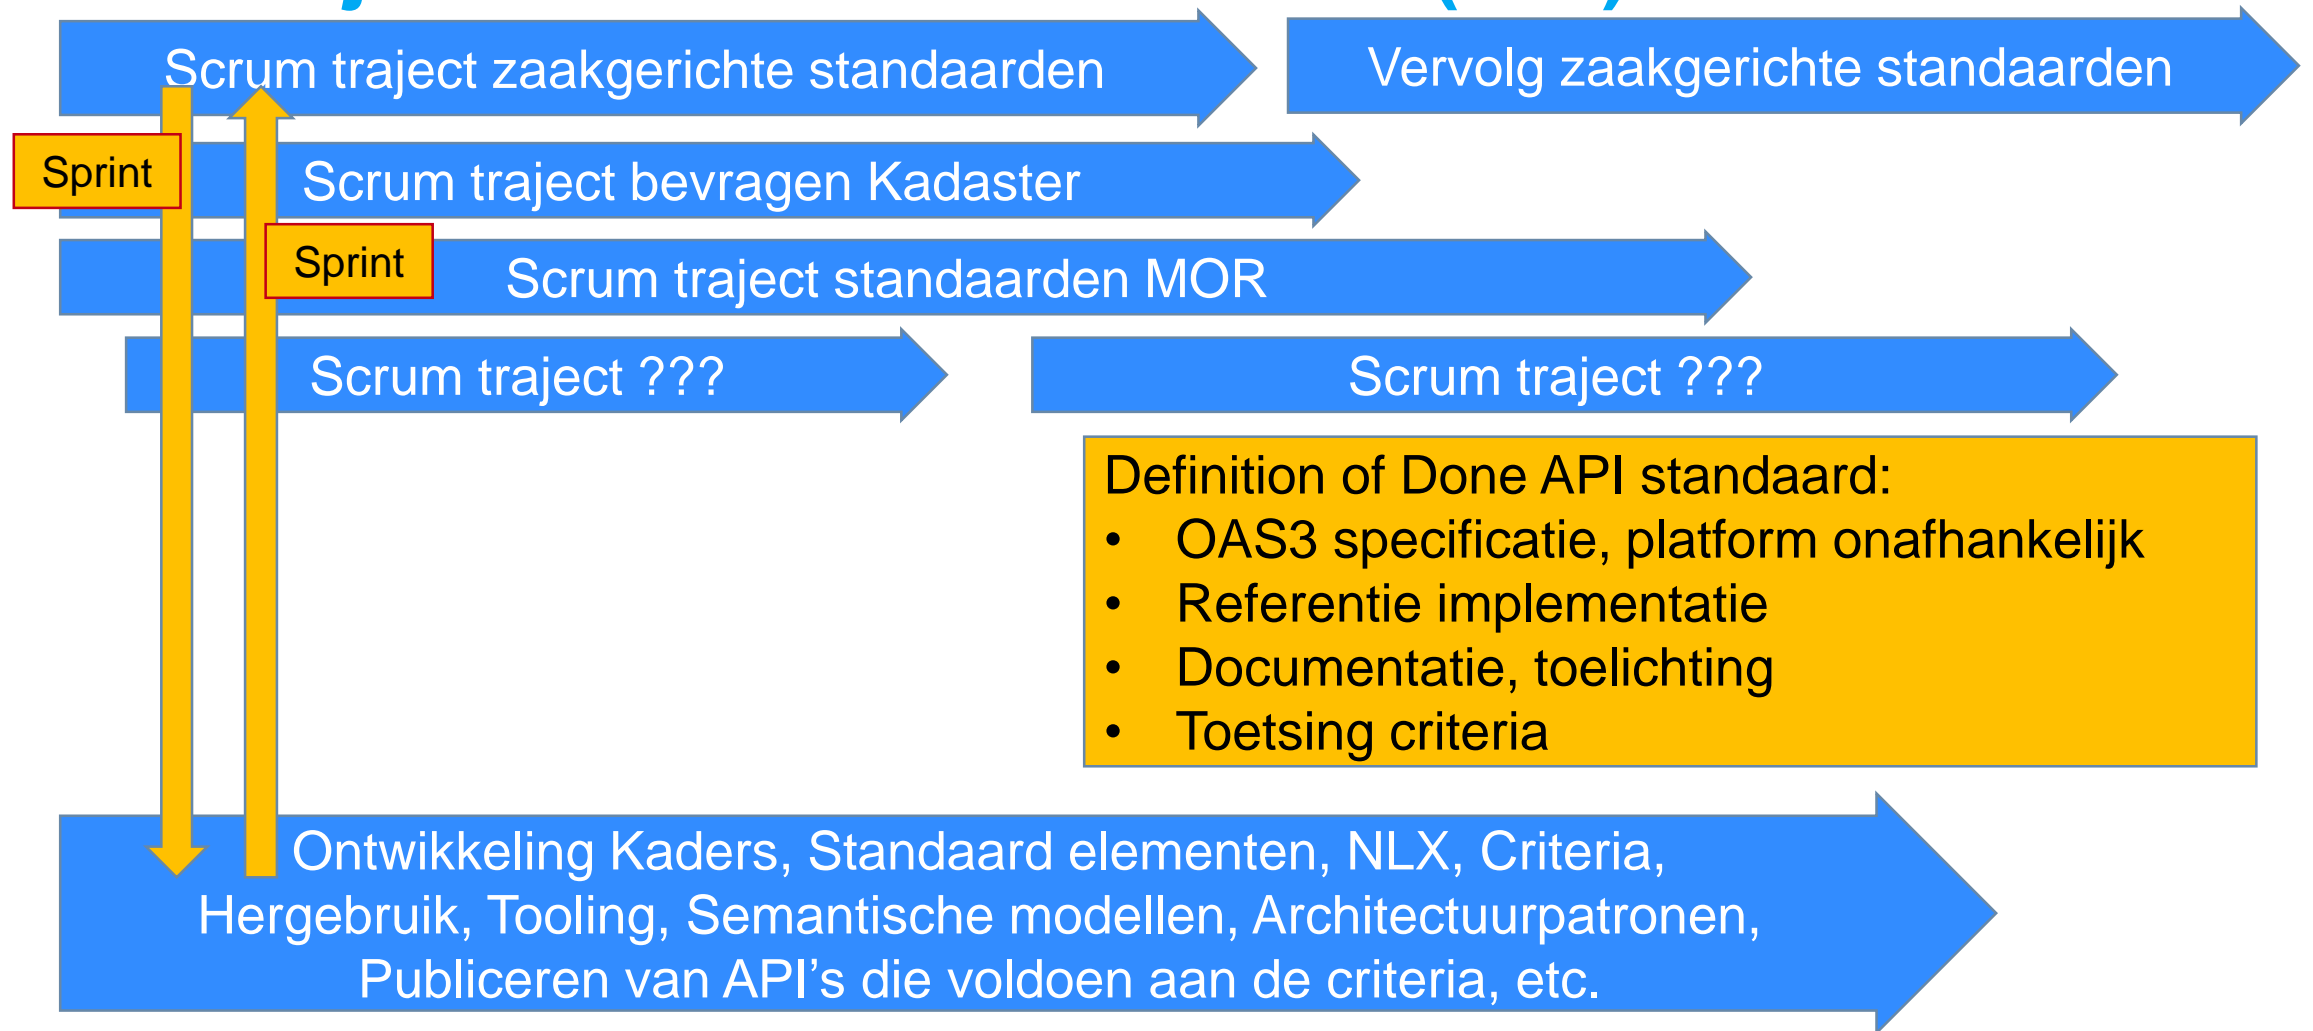 Scrum traject zaakgerichte standaarden
Vervolg zaakgerichte standaarden
Sprint
Scrum traject bevragen Kadaster
Sprint
Scrum traject standaarden MOR
Scrum traject ???
Scrum traject ???
Definition of Done API standaard:
• OAS3 specificatie, platform onafhankelijk
• Referentie implementatie
• Documentatie, toelichting
• Toetsing criteria
Ontwikkeling Kaders, Standaard elementen, NLX, Criteria,
Hergebruik, Tooling, Semantische modellen, Architectuurpatronen,
Publiceren van API’s die voldoen aan de criteria, etc.